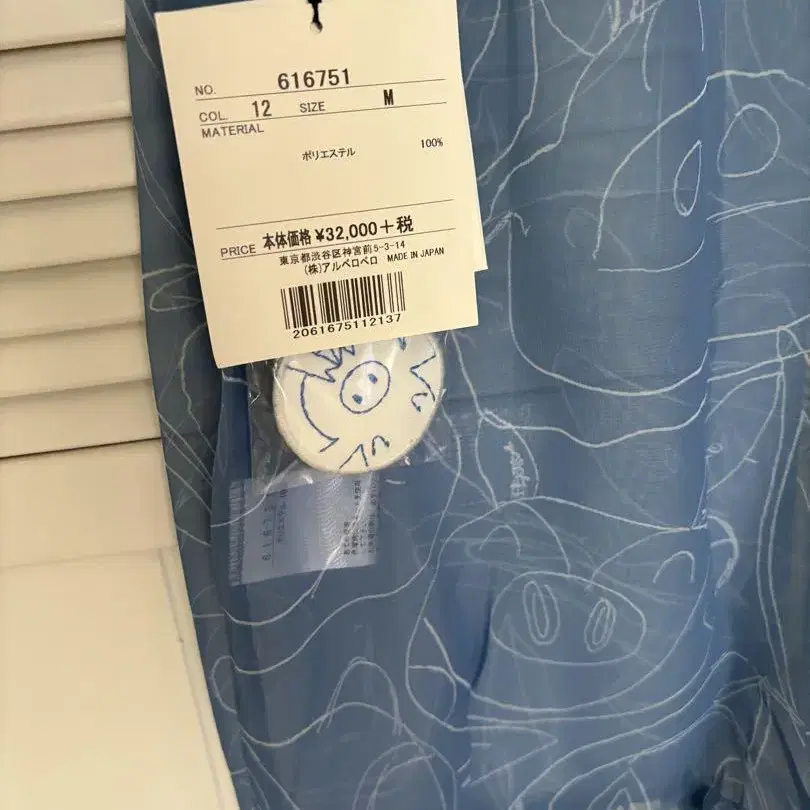 NO. 616751
COL. 12 SIZE M
MATERIAL
ポリエステル 100%
PRICE 本体価格 ¥32,000+税
東京都渋谷区神宮前5-3-14
(株)アルベロベロ MADE IN JAPAN
2061675112137